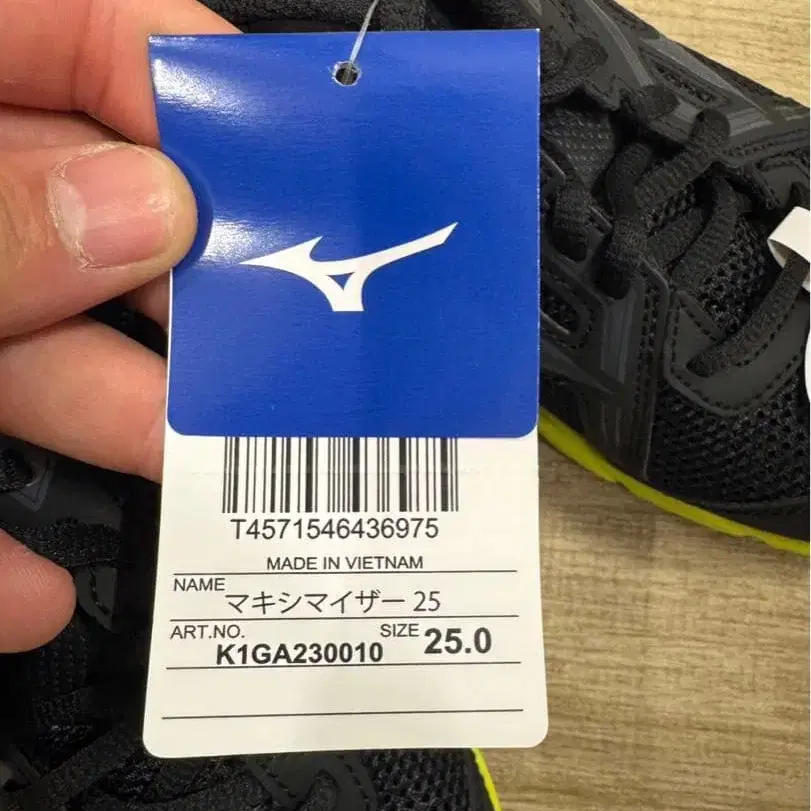 T4571546436975
MADE IN VIETNAM
NAME マキシマイザー 25
ART.NO. K1GA230010 SIZE 25.0